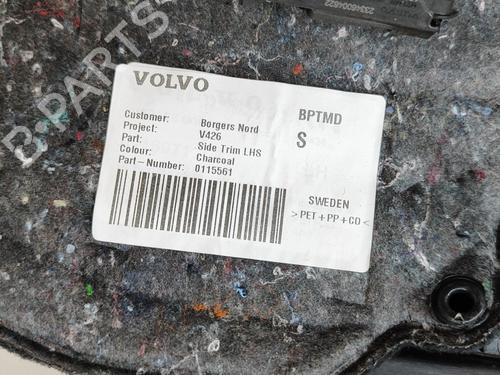 23346004622
VOLVO
BPTMD
Customer: Borgers Nord
Project: V426
S
Part: Side Trim LHS
Colour: Charcoal
Part-Number: 0115561
SWEDEN
>PET+PP+CO<